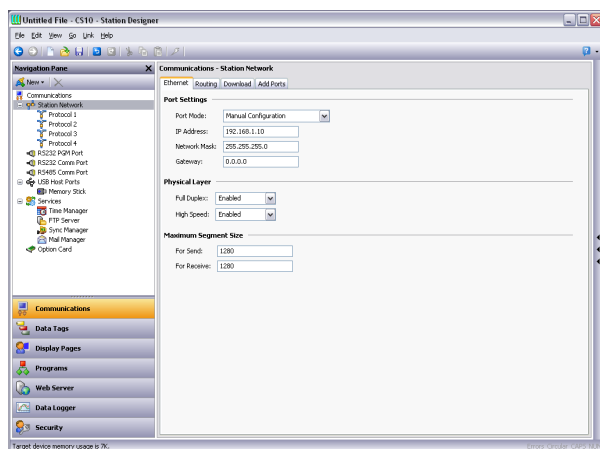 Untitled File - CS10 - Station Designer
File Edit View Go Link Help
Navigation Pane
New
Communications
Station Network
Protocol 1
Protocol 2
Protocol 3
Protocol 4
RS232 PGM Port
RS232 Comm Port
RS485 Comm Port
USB Host Ports
Memory Stick
Services
Time Manager
FTP Server
Sync Manager
Mail Manager
Option Card
Communications
Data Tags
Display Pages
Programs
Web Server
Data Logger
Security
Communications - Station Network
Ethernet Routing Download Add Ports
Port Settings
Port Mode: Manual Configuration
IP Address: 192.168.1.10
Network Mask: 255.255.255.0
Gateway: 0.0.0.0
Physical Layer
Full Duplex: Enabled
High Speed: Enabled
Maximum Segment Size
For Send: 1280
For Receive: 1280
Target device memory usage is 7K.
Errors Circular CAPS NUM